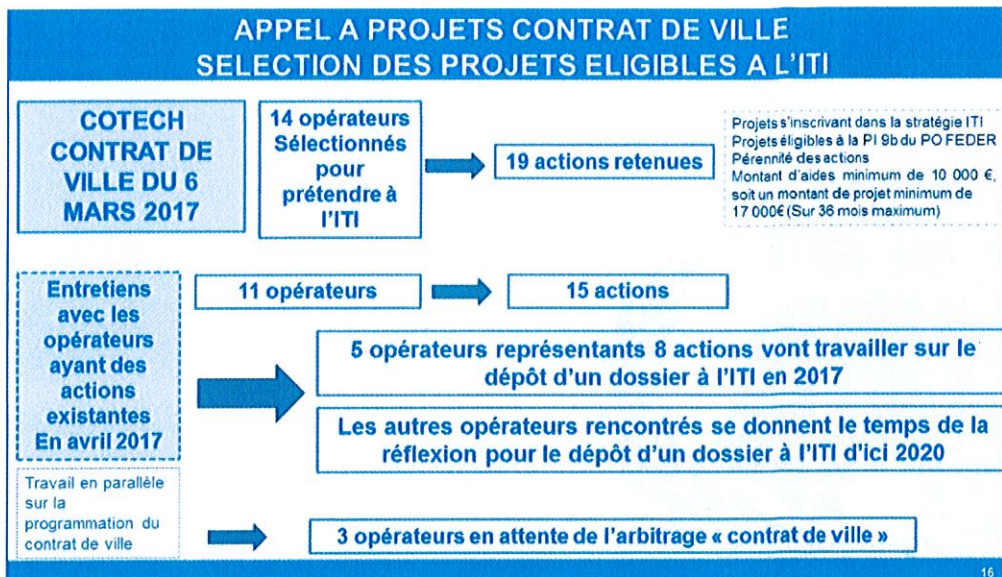 APPEL A PROJETS CONTRAT DE VILLE
SELECTION DES PROJETS ELIGIBLES A L'ITI
COTECH
CONTRAT DE
VILLE DU 6
MARS 2017
14 opérateurs
Sélectionnés
pour
prétendre à
l'ITI
19 actions retenues
Projets s'inscrivant dans la stratégie ITI
Projets éligibles à la PI 9b du PO FEDER
Pérennité des actions
Montant d'aides minimum de 10 000 €,
soit un montant de projet minimum de
17 000€ (Sur 36 mois maximum)
Entretiens
avec les
opérateurs
ayant des
actions
existantes
En avril 2017
11 opérateurs
15 actions
5 opérateurs représentants 8 actions vont travailler sur le
dépôt d'un dossier à l'ITI en 2017
Les autres opérateurs rencontrés se donnent le temps de la
réflexion pour le dépôt d'un dossier à l'ITI d'ici 2020
Travail en parallèle
sur la
programmation du
contrat de ville
3 opérateurs en attente de l'arbitrage « contrat de ville »
16